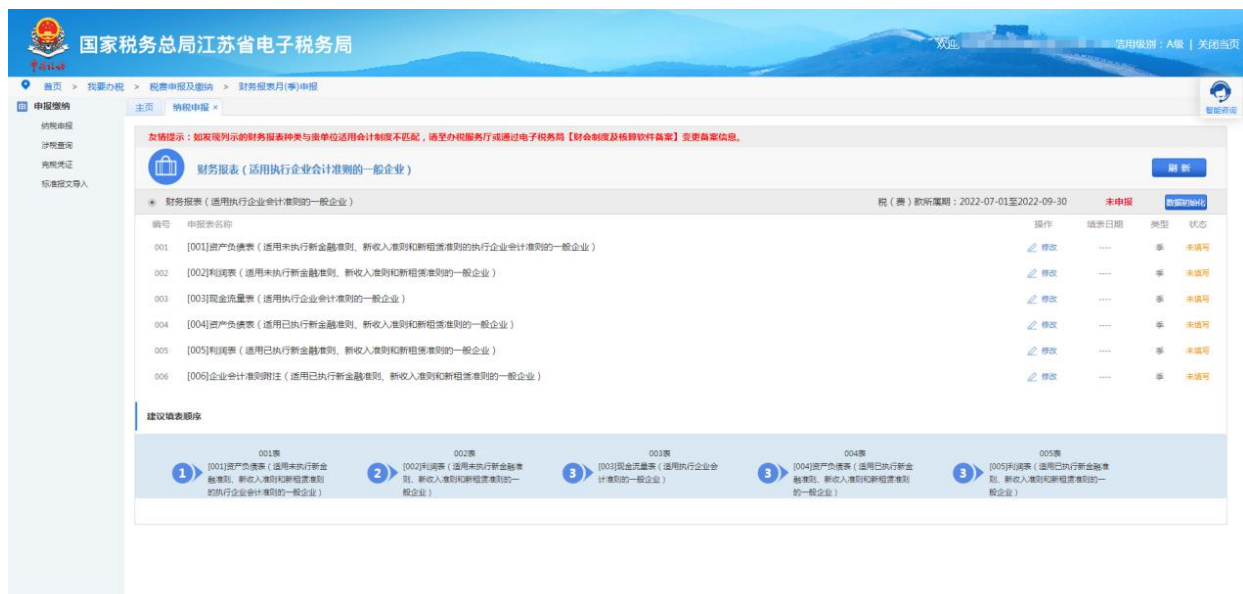 国家税务总局江苏省电子税务局
中国税务
欢迎,
信用级别：A级 | 关闭当页
首页 > 我要办税 > 税费申报及缴纳 > 财务报表月(季)申报
智能咨询
申报缴纳
纳税申报
涉税查询
完税凭证
标准报文导入
主页 纳税申报 ×
友情提示：如发现列示的财务报表种类与贵单位适用会计制度不匹配，请至办税服务厅或通过电子税务局【财会制度及核算软件备案】变更备案信息。
财务报表（适用执行企业会计准则的一般企业）
刷 新
财务报表（适用执行企业会计准则的一般企业） 税（费）款所属期：2022-07-01至2022-09-30 未申报 数据初始化
编号 申报表名称 操作 填表日期 类型 状态
001 [001]资产负债表（适用未执行新金融准则、新收入准则和新租赁准则的执行企业会计准则的一般企业） 修改 ---- 季 未填写
002 [002]利润表（适用未执行新金融准则、新收入准则和新租赁准则的一般企业） 修改 ---- 季 未填写
003 [003]现金流量表（适用执行企业会计准则的一般企业） 修改 ---- 季 未填写
004 [004]资产负债表（适用已执行新金融准则、新收入准则和新租赁准则的一般企业） 修改 ---- 季 未填写
005 [005]利润表（适用已执行新金融准则、新收入准则和新租赁准则的一般企业） 修改 ---- 季 未填写
006 [006]企业会计准则附注（适用已执行新金融准则、新收入准则和新租赁准则的一般企业） 修改 ---- 季 未填写
建议填表顺序
1
001表
[001]资产负债表（适用未执行新金
融准则、新收入准则和新租赁准则
的执行企业会计准则的一般企业）
2
002表
[002]利润表（适用未执行新金融准
则、新收入准则和新租赁准则的一
般企业）
3
003表
[003]现金流量表（适用执行企业会
计准则的一般企业）
3
004表
[004]资产负债表（适用已执行新金
融准则、新收入准则和新租赁准则
的一般企业）
3
005表
[005]利润表（适用已执行新金融准
则、新收入准则和新租赁准则的一
般企业）